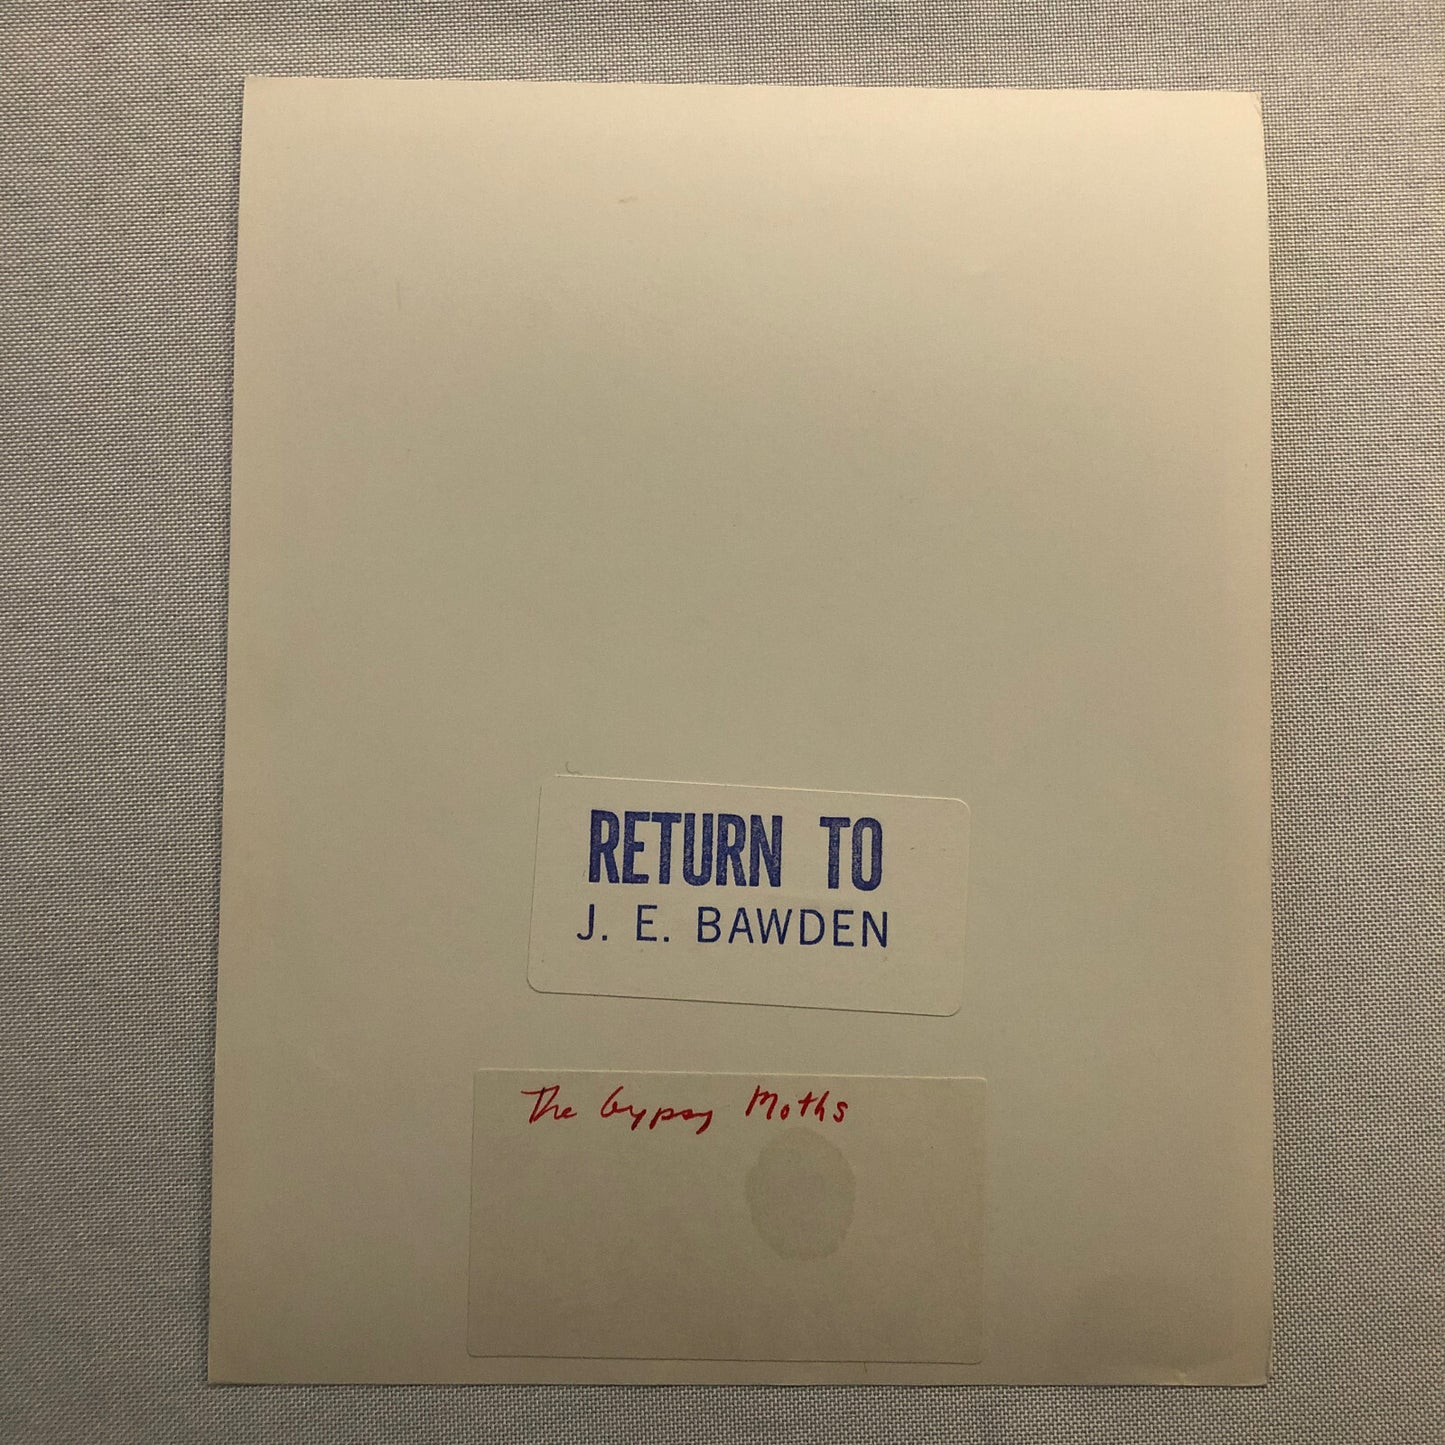 RETURN TO
J. E. BAWDEN
The Gypsy Moths